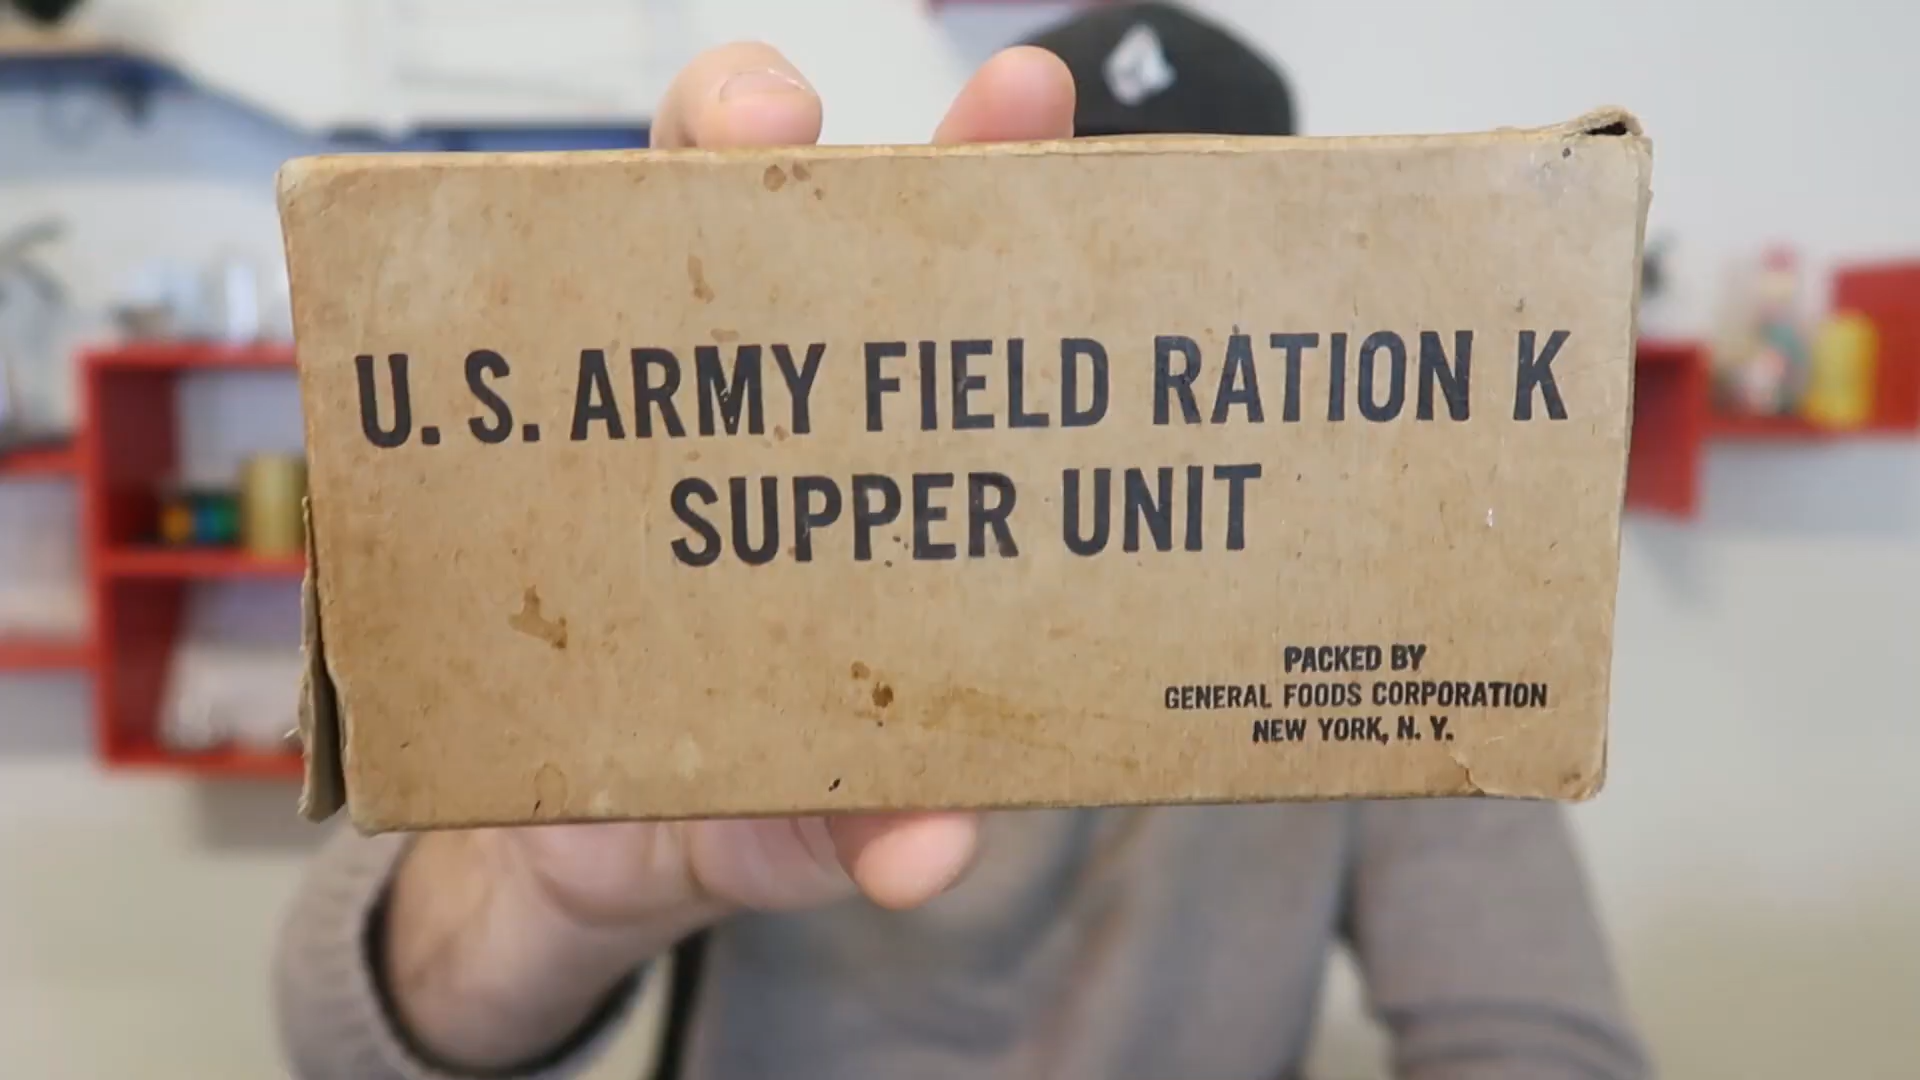 U. S. ARMY FIELD RATION K
SUPPER UNIT
PACKED BY
GENERAL FOODS CORPORATION
NEW YORK, N. Y.